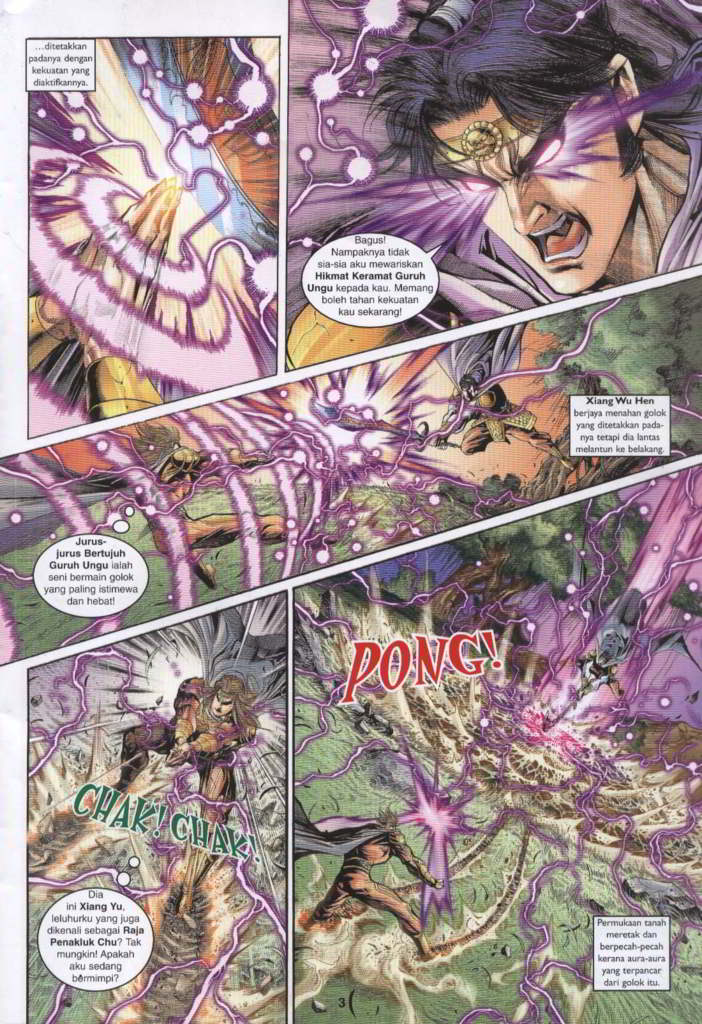 ...ditetakkan
padanya dengan
kekuatan yang
diaktifkannya.
Bagus!
Nampaknya tidak
sia-sia aku mewariskan
Hikmat Keramat Guruh
Ungu kepada kau. Memang
boleh tahan kekuatan
kau sekarang!
Xiang Wu Hen
berjaya menahan golok
yang ditetakkan pada-
nya tetapi dia lantas
melantun ke belakang.
Jurus-
jurus Bertujuh
Guruh Ungu ialah
seni bermain golok
yang paling istimewa
dan hebat!
CHAK! CHAK!
Dia
ini Xiang Yu,
leluhurku yang juga
dikenali sebagai Raja
Penakluk Chu? Tak
mungkin! Apakah
aku sedang
bermimpi?
PONG!
Permukaan tanah
meretak dan
berpecah-pecah
kerana aura-aura
yang terpancar
dari golok itu.
3